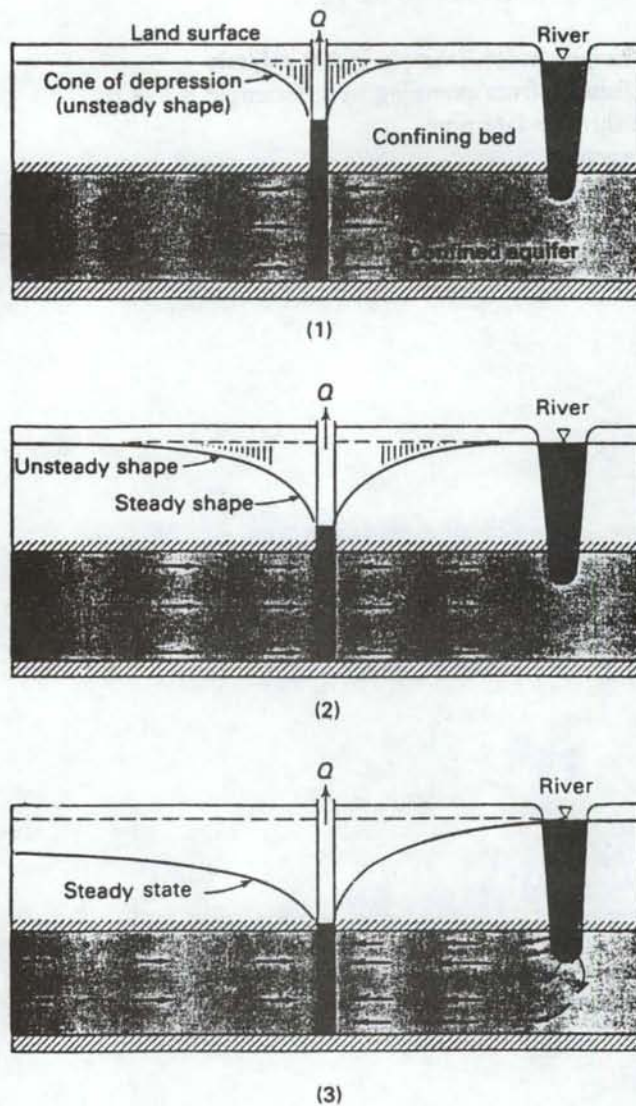 Q
Land surface
River
Cone of depression
(unsteady shape)
Confining bed
Confined aquifer
(1)
Q
River
Unsteady shape
Steady shape
(2)
Q
River
Steady state
(3)